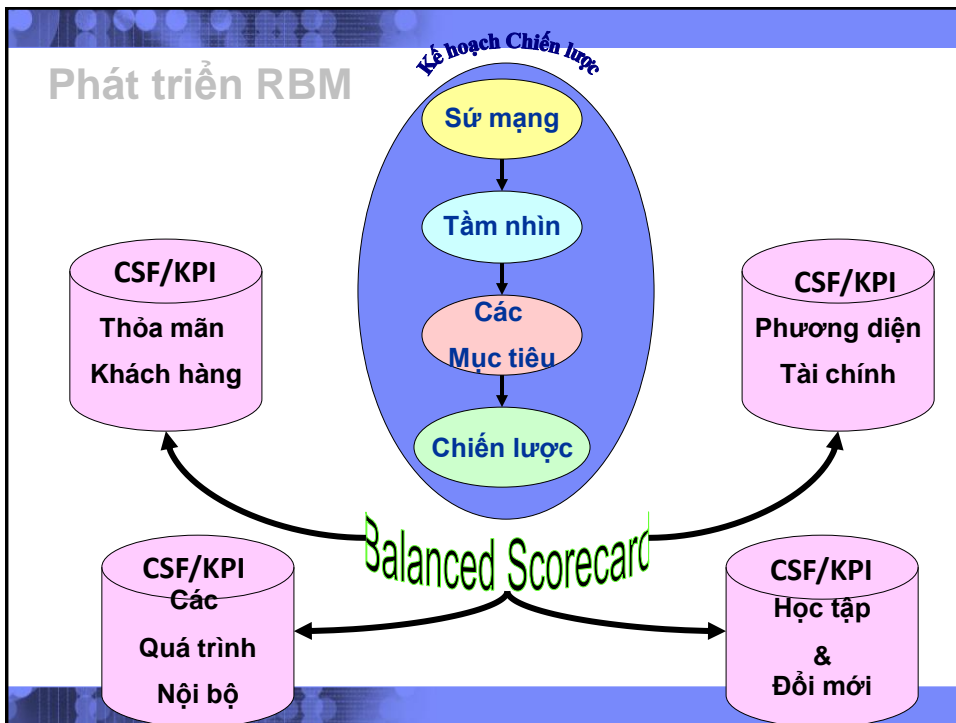 Kế hoạch Chiến lược
Phát triển RBM
Sứ mạng
Tầm nhìn
Các
Mục tiêu
Chiến lược
CSF/KPI
Thỏa mãn
Khách hàng
CSF/KPI
Phương diện
Tài chính
Balanced Scorecard
CSF/KPI
Các
Quá trình
Nội bộ
CSF/KPI
Học tập
&
Đổi mới